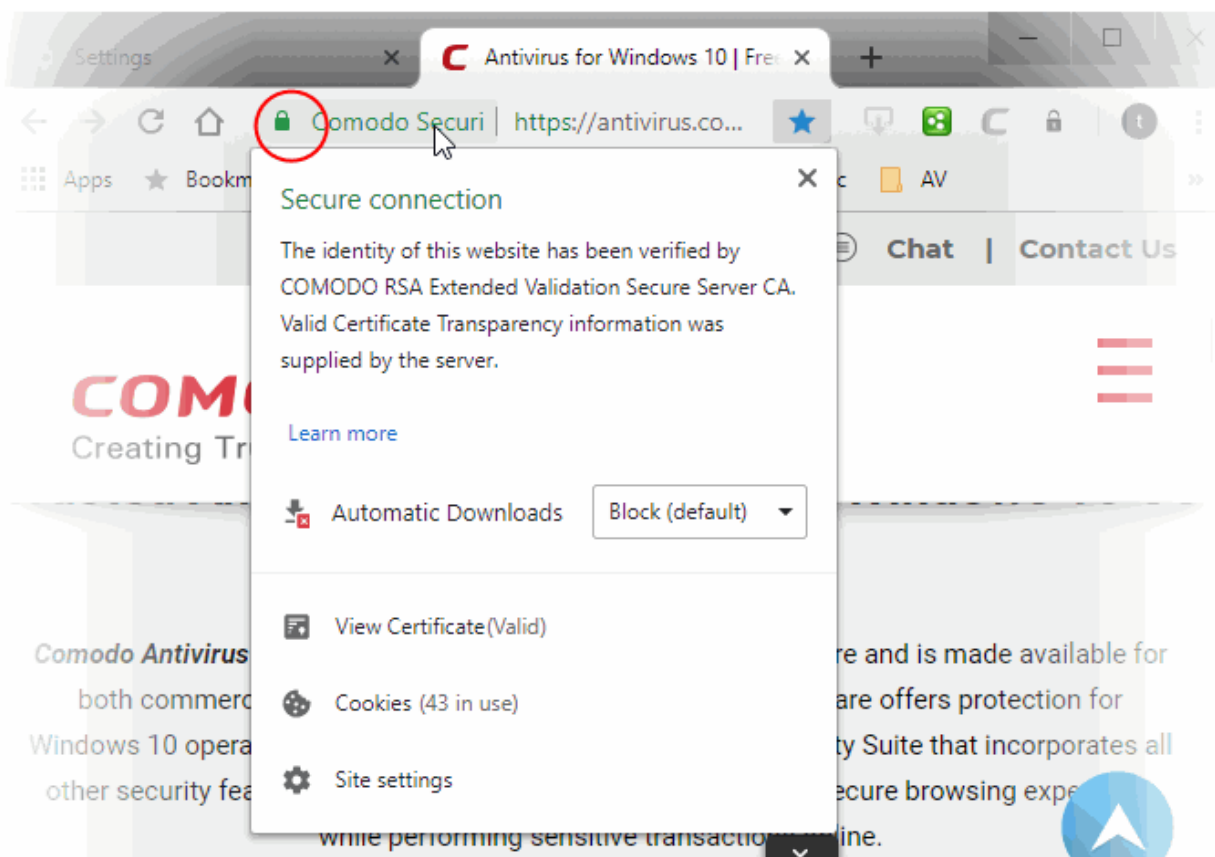 Settings
Antivirus for Windows 10 | Free
Comodo Securi | https://antivirus.co...
Apps Bookm c AV
Secure connection
Chat | Contact Us
The identity of this website has been verified by
COMODO RSA Extended Validation Secure Server CA.
Valid Certificate Transparency information was
supplied by the server.
COMO
Creating Tr
Learn more
Automatic Downloads Block (default)
View Certificate (Valid)
Comodo Antivirus re and is made available for
both commerc are offers protection for
Cookies (43 in use)
Windows 10 opera ty Suite that incorporates all
Site settings
other security fea ecure browsing expe
while performing sensitive transactio line.